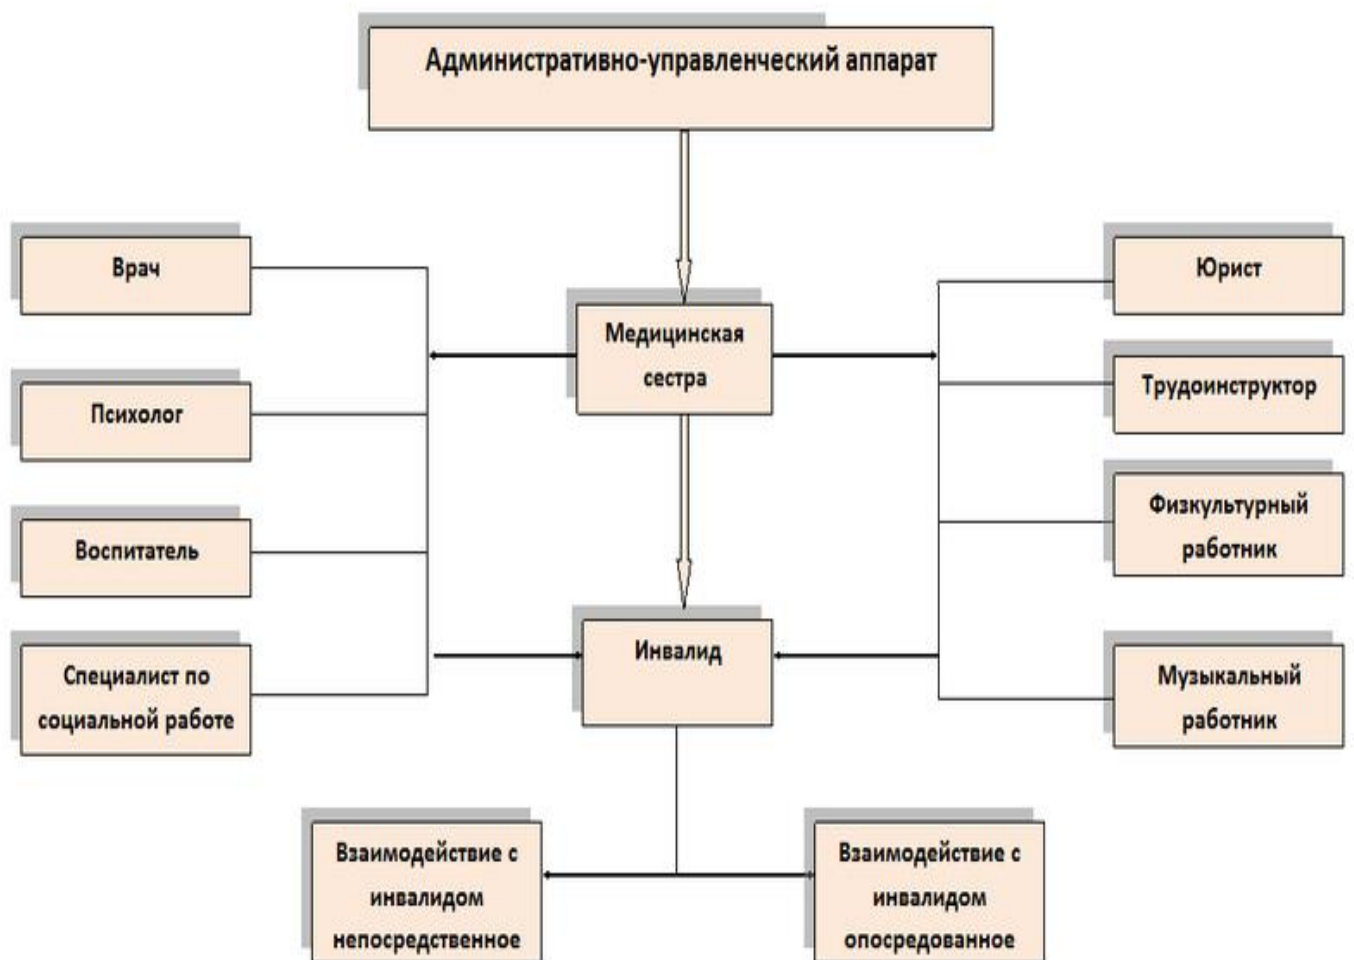 Административно-управленческий аппарат
Врач
Юрист
Медицинская
сестра
Психолог
Трудоинструктор
Воспитатель
Физкультурный
работник
Специалист по
социальной работе
Инвалид
Музыкальный
работник
Взаимодействие с
инвалидом
непосредственное
Взаимодействие с
инвалидом
опосредованное